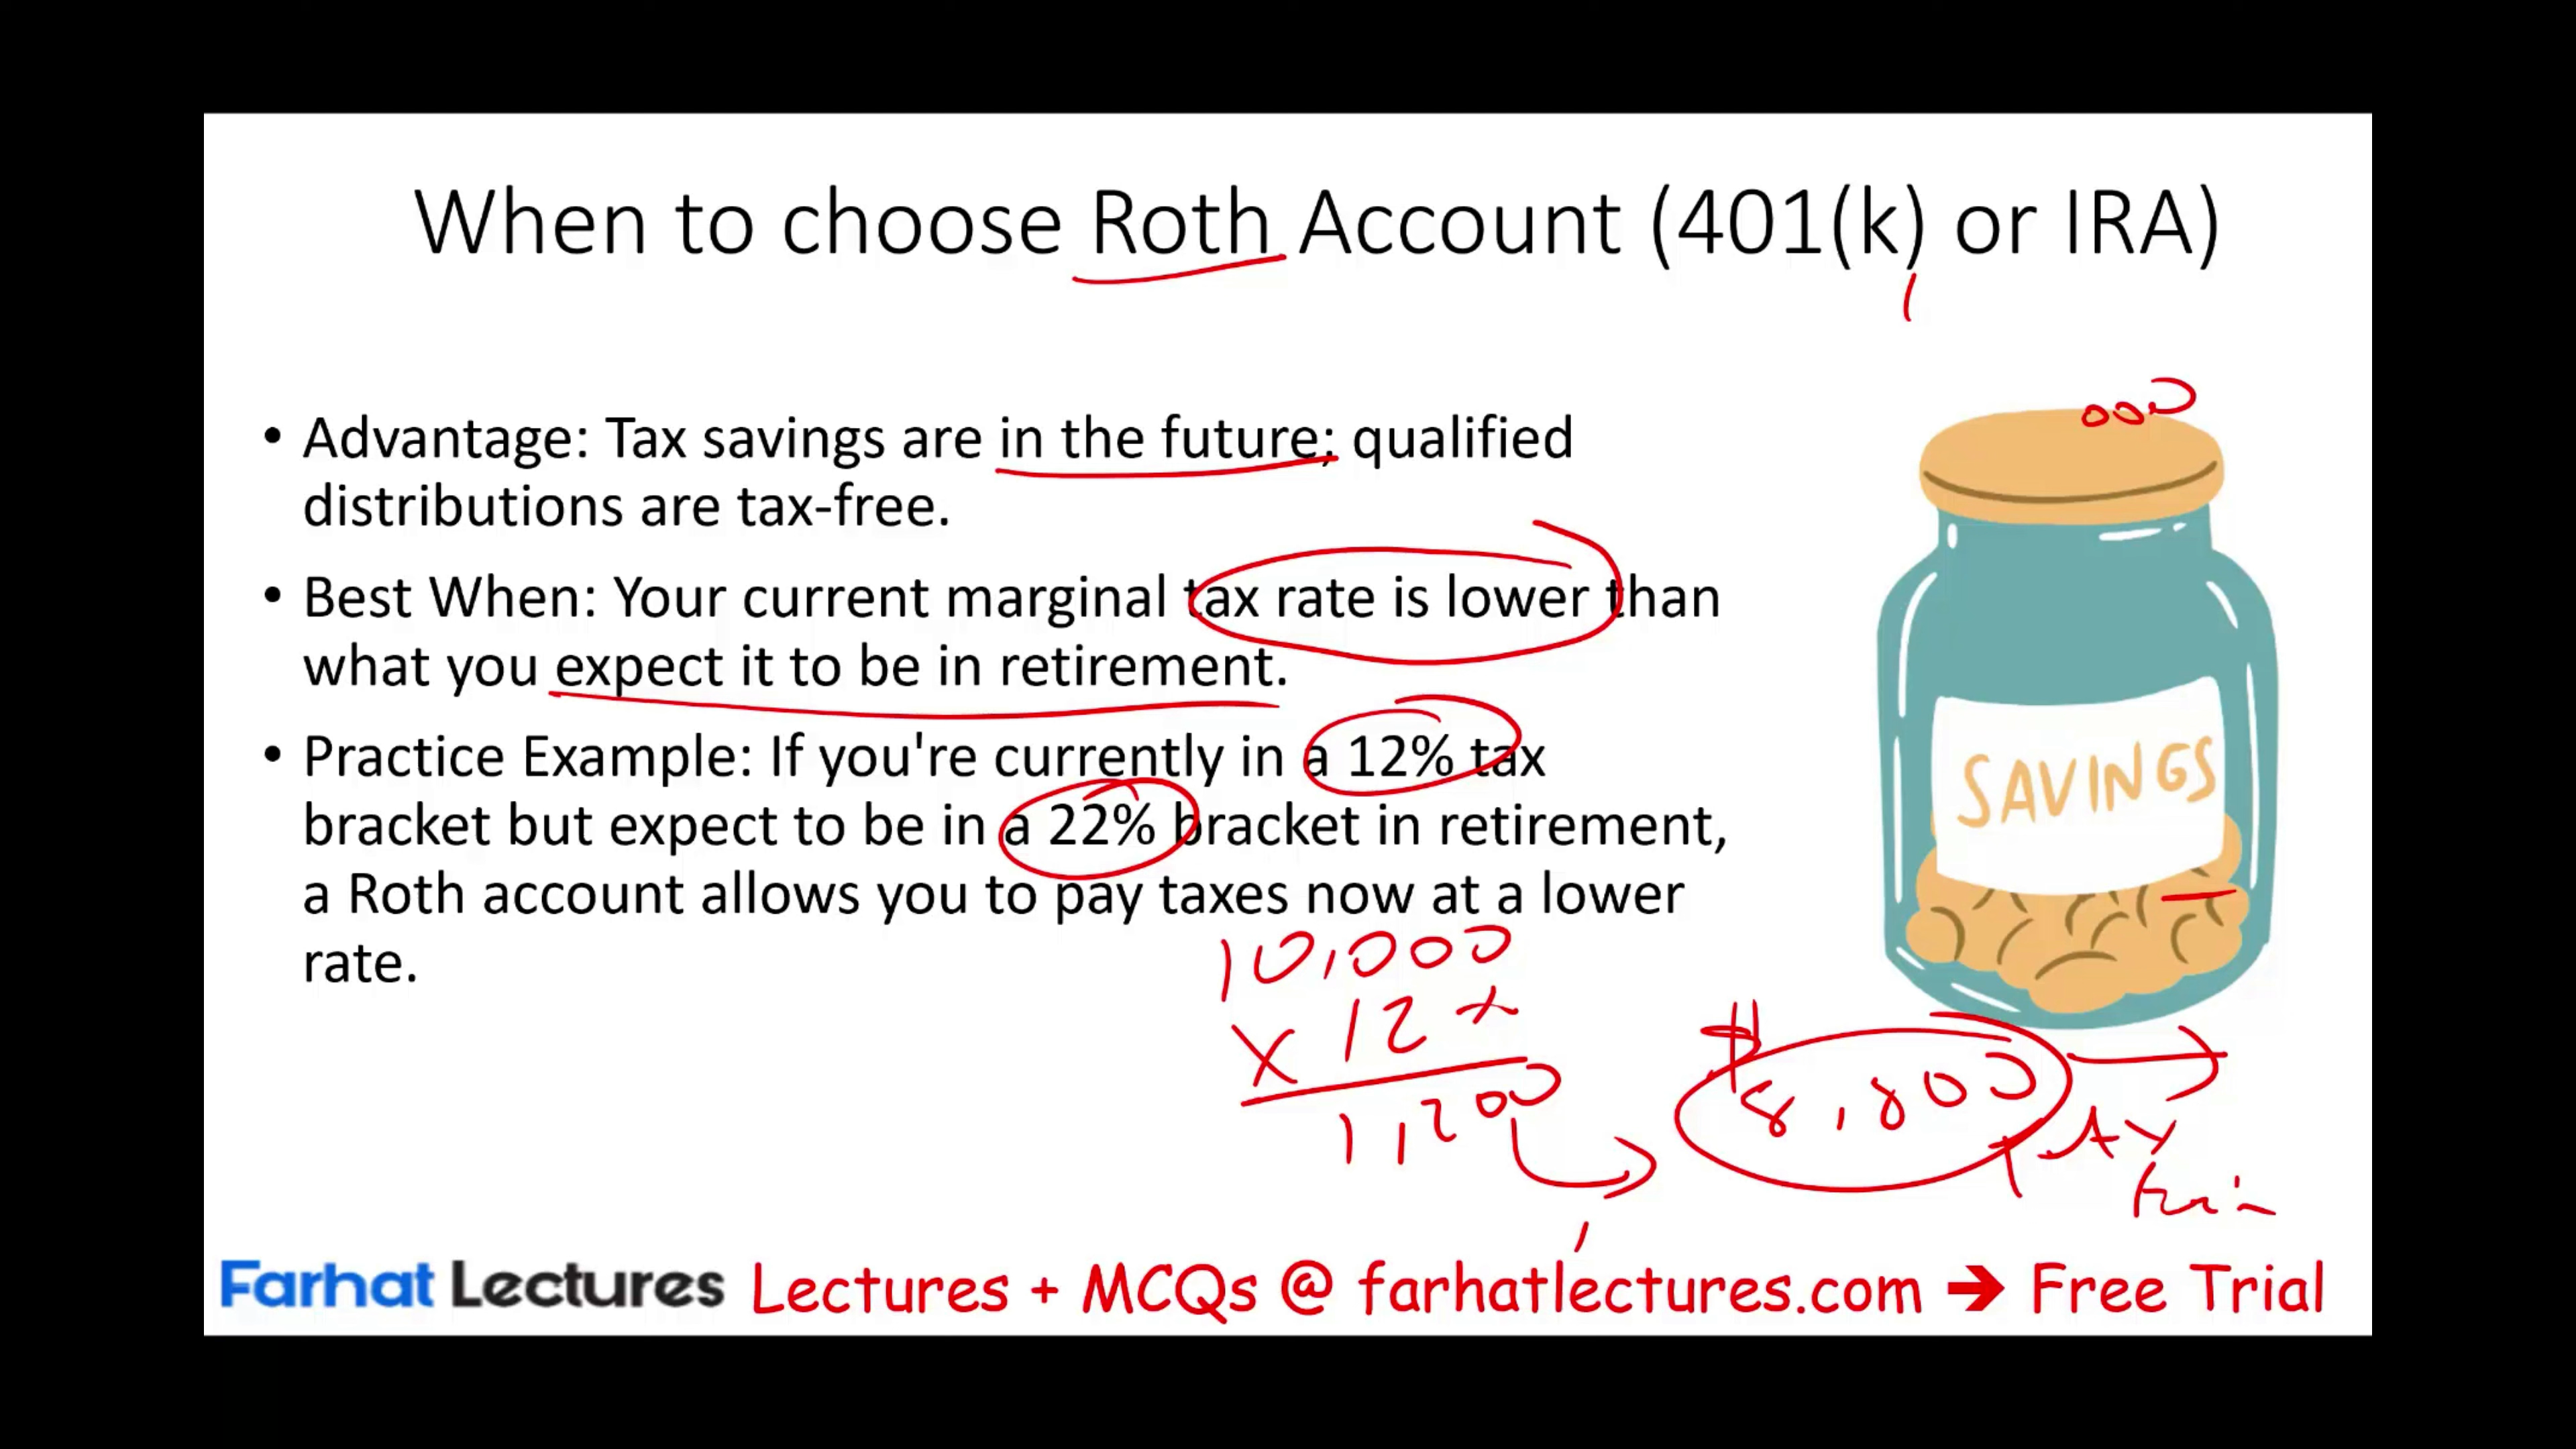 When to choose Roth Account (401(k) or IRA)
• Advantage: Tax savings are in the future; qualified
distributions are tax-free.
• Best When: Your current marginal tax rate is lower than
what you expect it to be in retirement.
• Practice Example: If you're currently in a 12% tax
bracket but expect to be in a 22% bracket in retirement,
a Roth account allows you to pay taxes now at a lower
rate.
SAVINGS
10,000
X 12 %
1,200
$ 8,800
Farhat Lectures Lectures + MCQs @ farhatlectures.com ➔ Free Trial